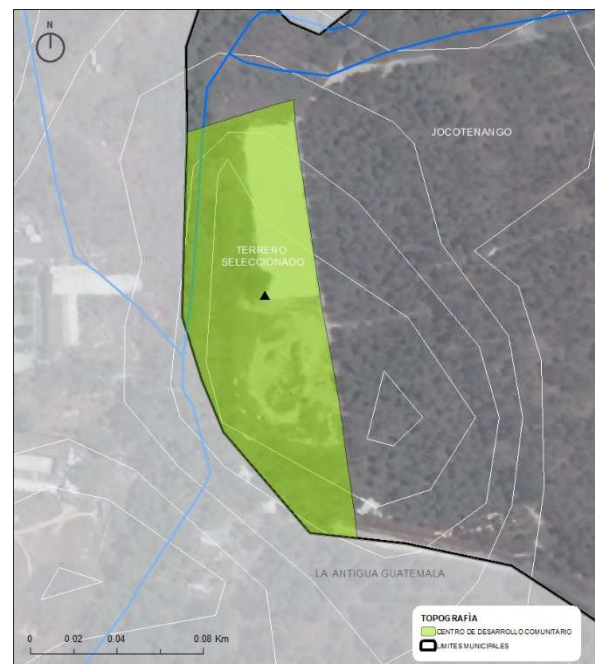 N
JOCOTENANGO
TERRENO
SELECCIONADO
LA ANTIGUA GUATEMALA
TOPOGRAFÍA
CENTRO DE DESARROLLO COMUNITARIO
LIMITES MUNICIPALES
0 0.02 0.04 0.08 Km